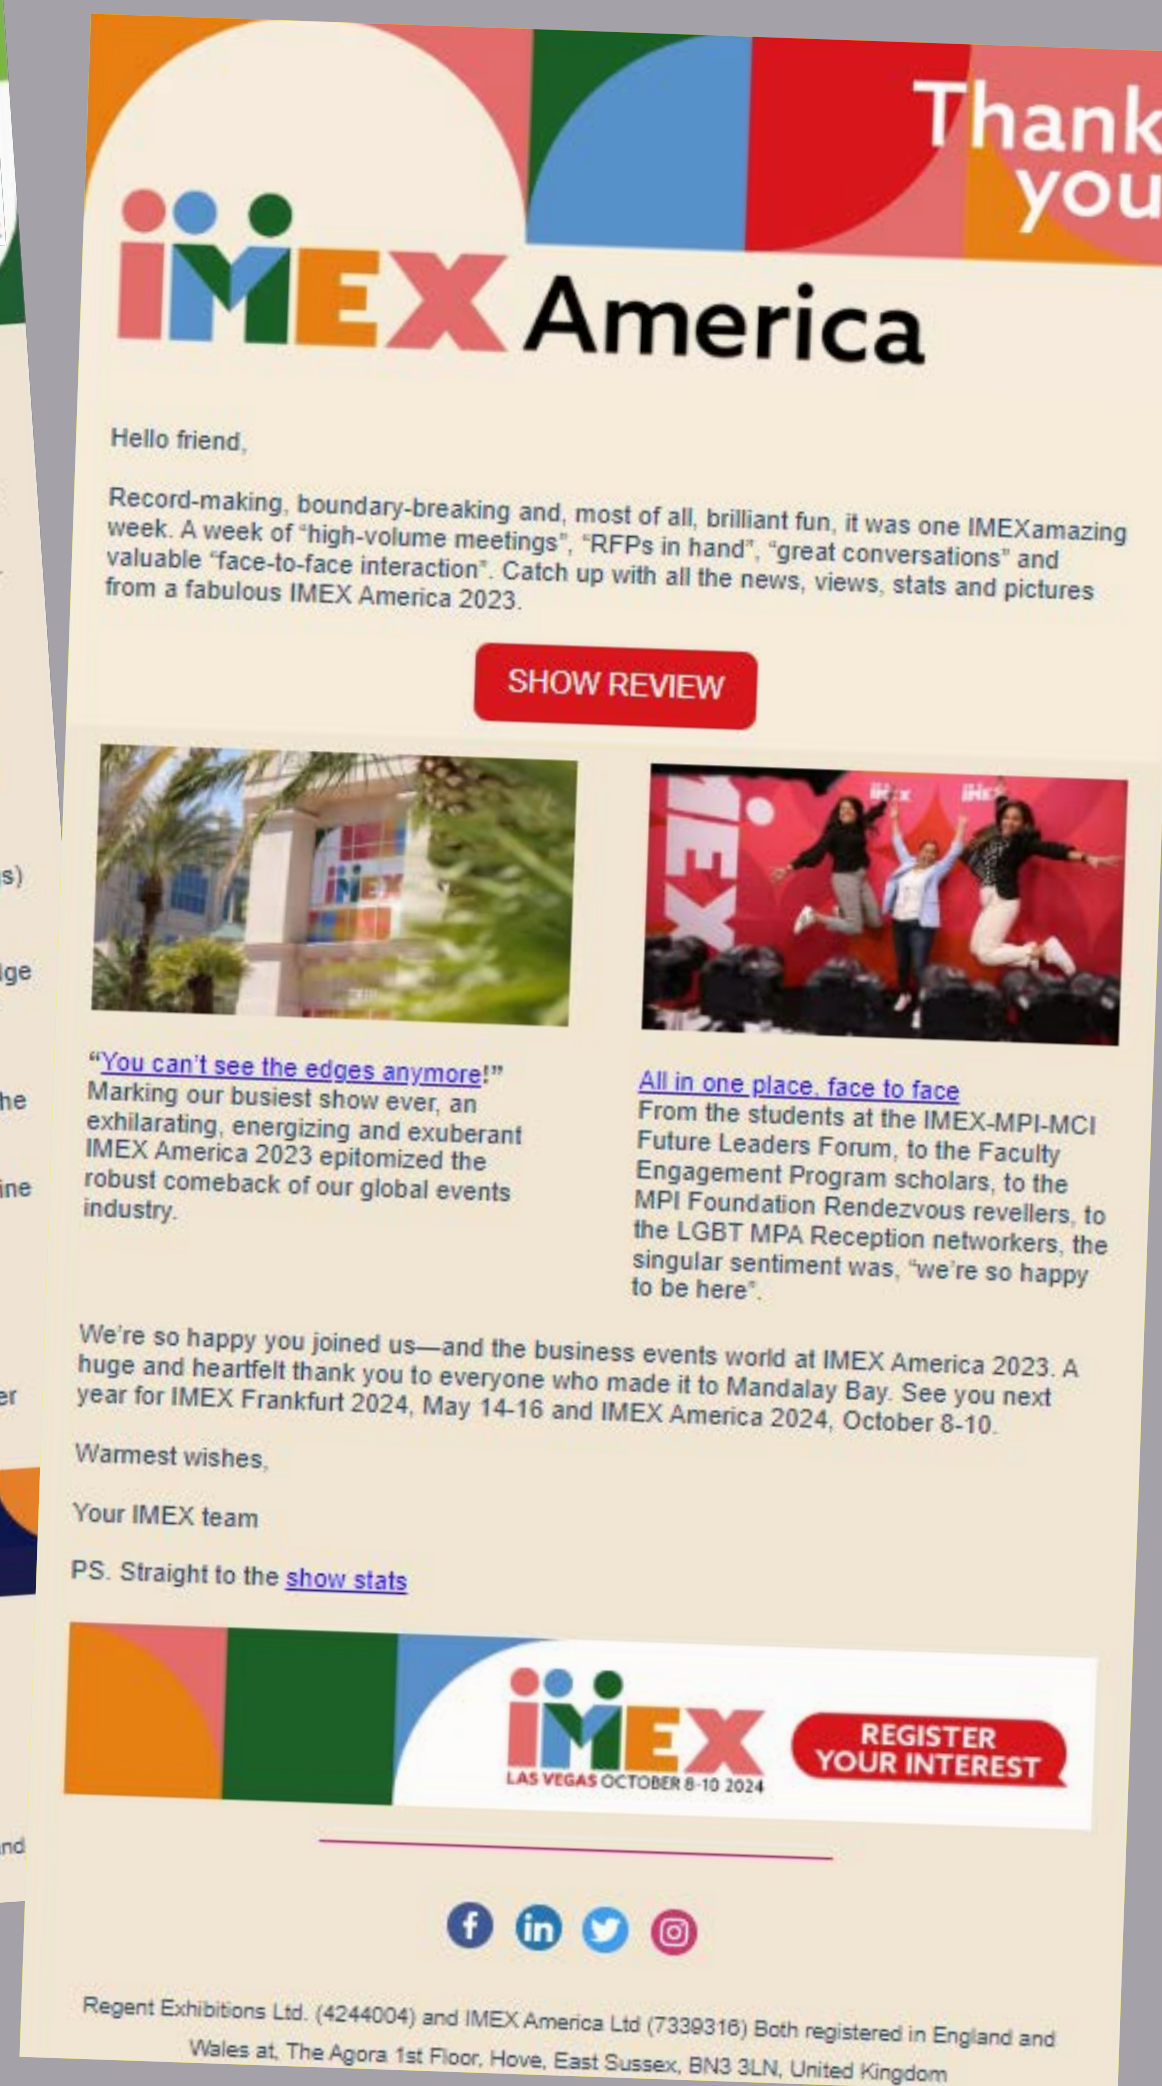 Thank
you
IMEX America
Hello friend,
Record-making, boundary-breaking and, most of all, brilliant fun, it was one IMEXamazing
week. A week of “high-volume meetings”, “RFPs in hand”, “great conversations” and
valuable “face-to-face interaction”. Catch up with all the news, views, stats and pictures
from a fabulous IMEX America 2023.
SHOW REVIEW
IMEX
IMEX
IMEX
IMEX
“You can’t see the edges anymore!”
Marking our busiest show ever, an
exhilarating, energizing and exuberant
IMEX America 2023 epitomized the
robust comeback of our global events
industry.
All in one place, face to face
From the students at the IMEX-MPI-MCI
Future Leaders Forum, to the Faculty
Engagement Program scholars, to the
MPI Foundation Rendezvous revellers, to
the LGBT MPA Reception networkers, the
singular sentiment was, “we’re so happy
to be here”.
We’re so happy you joined us—and the business events world at IMEX America 2023. A
huge and heartfelt thank you to everyone who made it to Mandalay Bay. See you next
year for IMEX Frankfurt 2024, May 14-16 and IMEX America 2024, October 8-10.
Warmest wishes,
Your IMEX team
PS. Straight to the show stats
IMEX
LAS VEGAS OCTOBER 8-10 2024
REGISTER
YOUR INTEREST
Regent Exhibitions Ltd. (4244004) and IMEX America Ltd (7339316) Both registered in England and
Wales at, The Agora 1st Floor, Hove, East Sussex, BN3 3LN, United Kingdom